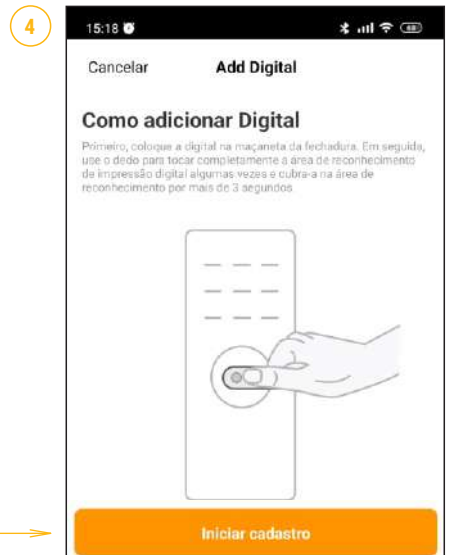 4
15:18
48
Cancelar Add Digital
Como adicionar Digital
Primeiro, coloque a digital na maçaneta da fechadura. Em seguida,
use o dedo para tocar completamente a área de reconhecimento
de impressão digital algumas vezes e cubra-a na área de
reconhecimento por mais de 3 segundos
Iniciar cadastro